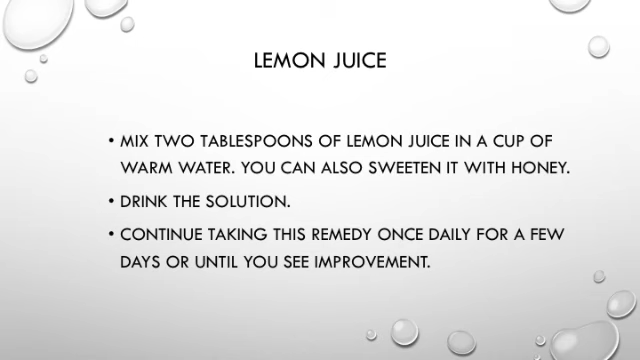 LEMON JUICE
• MIX TWO TABLESPOONS OF LEMON JUICE IN A CUP OF
WARM WATER. YOU CAN ALSO SWEETEN IT WITH HONEY.
• DRINK THE SOLUTION.
• CONTINUE TAKING THIS REMEDY ONCE DAILY FOR A FEW
DAYS OR UNTIL YOU SEE IMPROVEMENT.